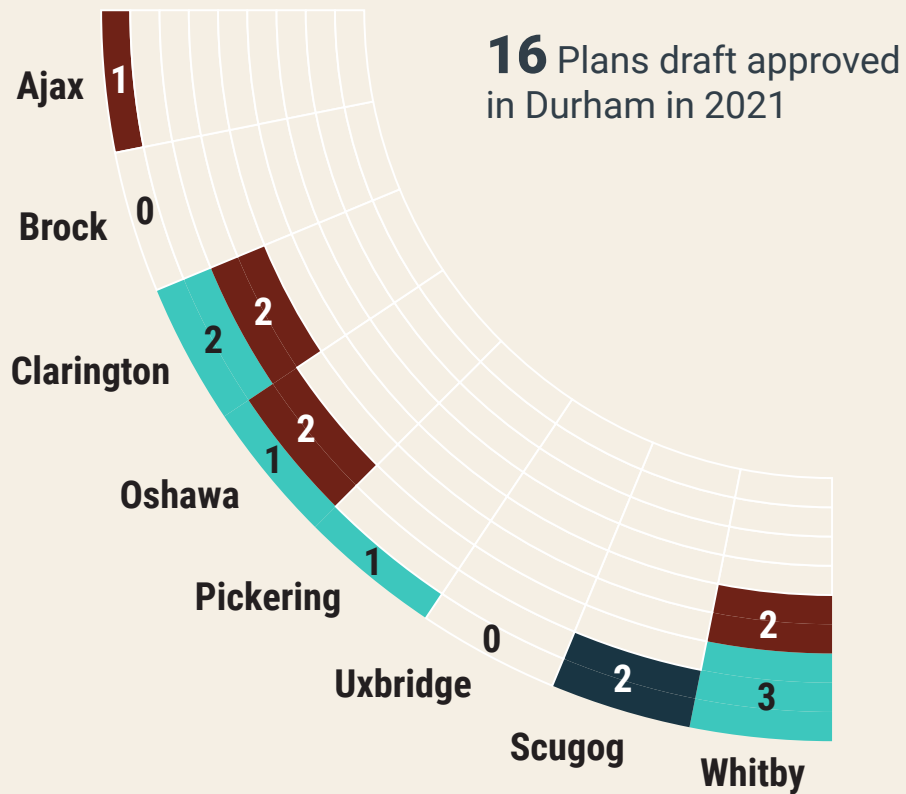 16 Plans draft approved
in Durham in 2021
Ajax
1
Brock
0
Clarington
2
2
Oshawa
1
2
Pickering
1
Uxbridge
0
Scugog
2
Whitby
2
3